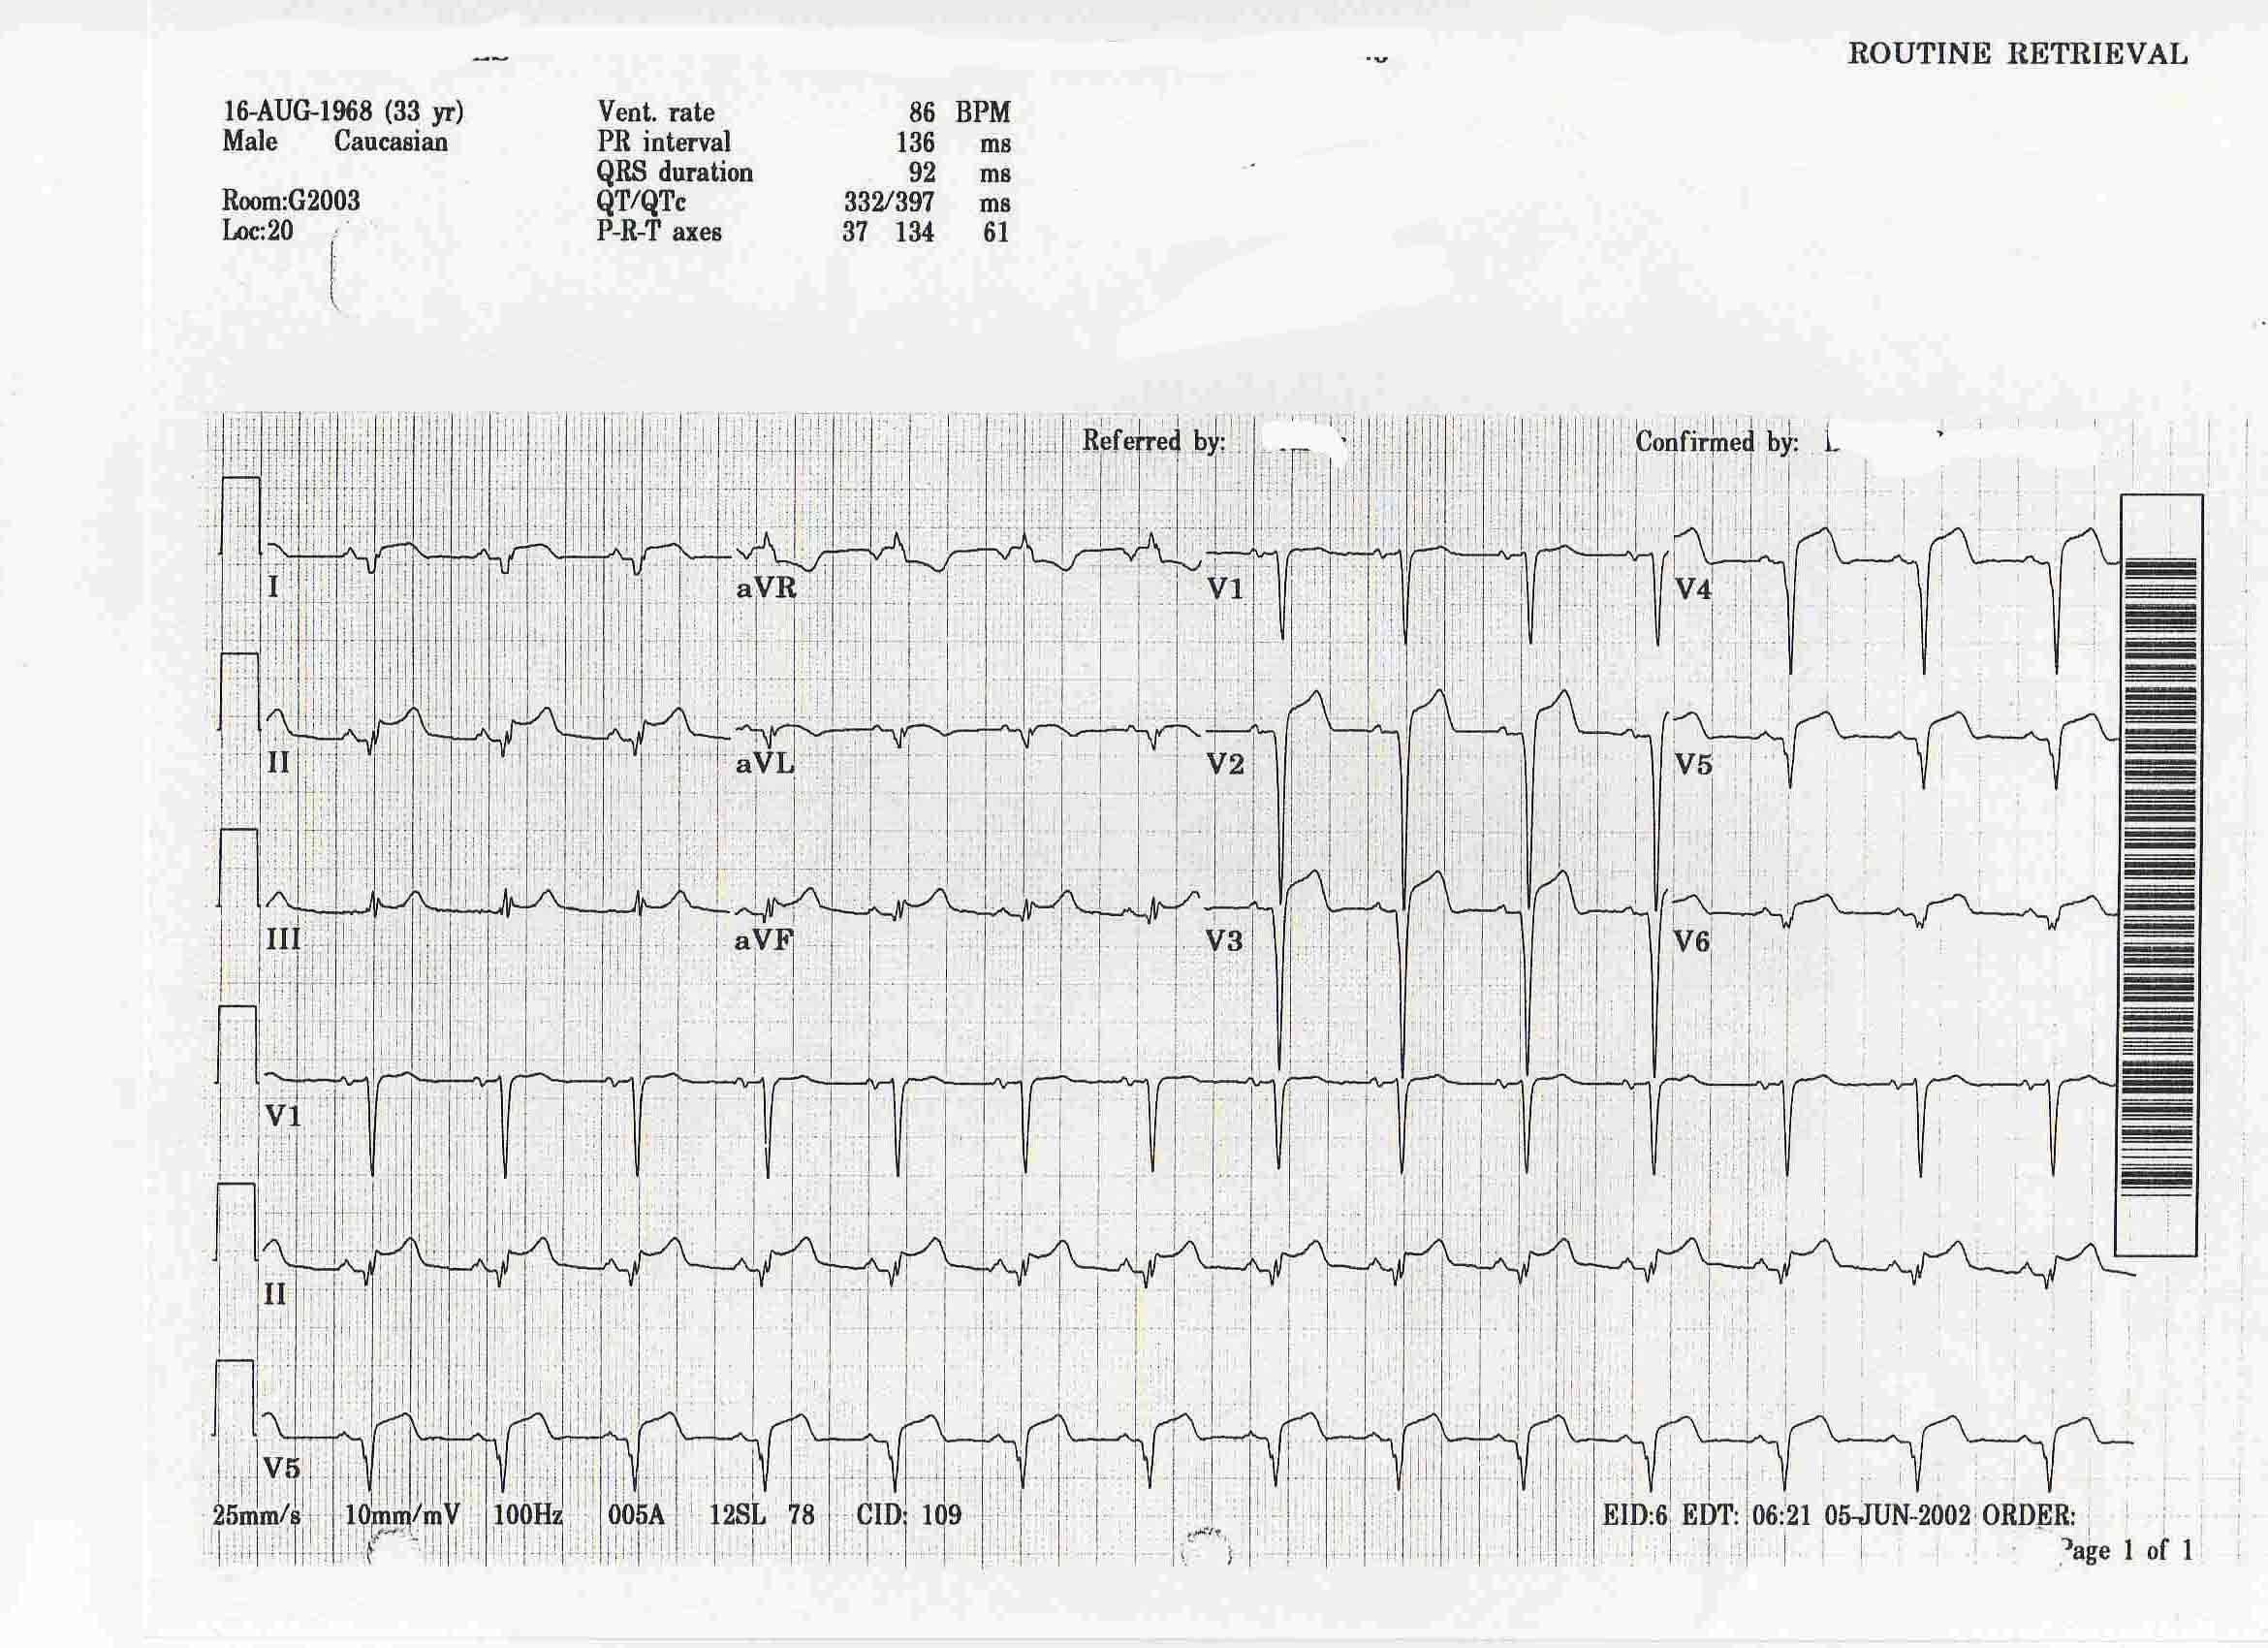 ROUTINE RETRIEVAL
16-AUG-1968 (33 yr)
Male Caucasian
Room:G2003
Loc:20
Vent. rate 86 BPM
PR interval 136 ms
QRS duration 92 ms
QT/QTc 332/397 ms
P-R-T axes 37 134 61
Referred by:
Confirmed by:
I aVR V1 V4
II aVL V2 V5
III aVF V3 V6
V1
II
V5
25mm/s 10mm/mV 100Hz 005A 12SL 78 CID: 109
EID:6 EDT: 06:21 05-JUN-2002 ORDER:
Page 1 of 1